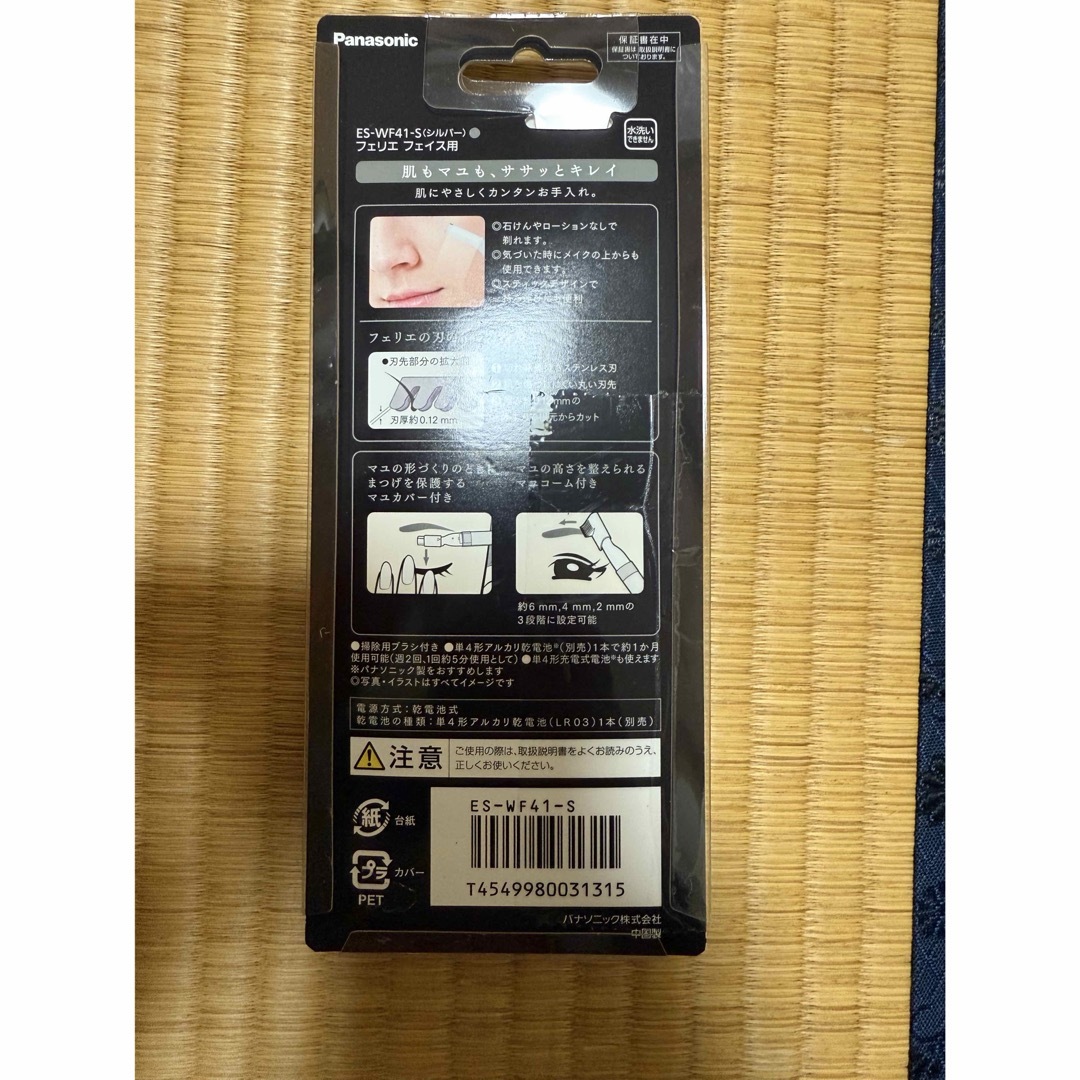 Panasonic
保証書在中
保証書は、取扱説明書に
ついております。
ES-WF41-S(シルバー)
フェリエ フェイス用
水洗い
できません
肌もマユも、ササッとキレイ
肌にやさしくカンタンお手入れ。
◎石けんやローションなしで
剃れます。
◎気づいた時にメイクの上からも
使用できます。
◎スティックデザインで
便利
フェリエの刃の
●刃先部分の拡大
刃厚約0.12mm
ステンレス刃
丸い刃先
mmの
元からカット
マユの形づくりのときに
まつげを保護する
マユカバー付き
マユの高さを整えられる
マユコーム付き
約6mm,4mm,2mmの
3段階に設定可能
●掃除用ブラシ付き ●単4形アルカリ乾電池※(別売)1本で約1か月
使用可能(週2回、1回約5分使用として) ●単4形充電式電池※も使えます
※パナソニック製をおすすめします
◎写真・イラストはすべてイメージです
電源方式:乾電池式
乾電池の種類:単4形アルカリ乾電池(LR03)1本(別売)
注意
ご使用の際は、取扱説明書をよくお読みのうえ、
正しくお使いください。
紙 台紙
プラ カバー
PET
ES-WF41-S
T4549980031315
パナソニック株式会社
中国製